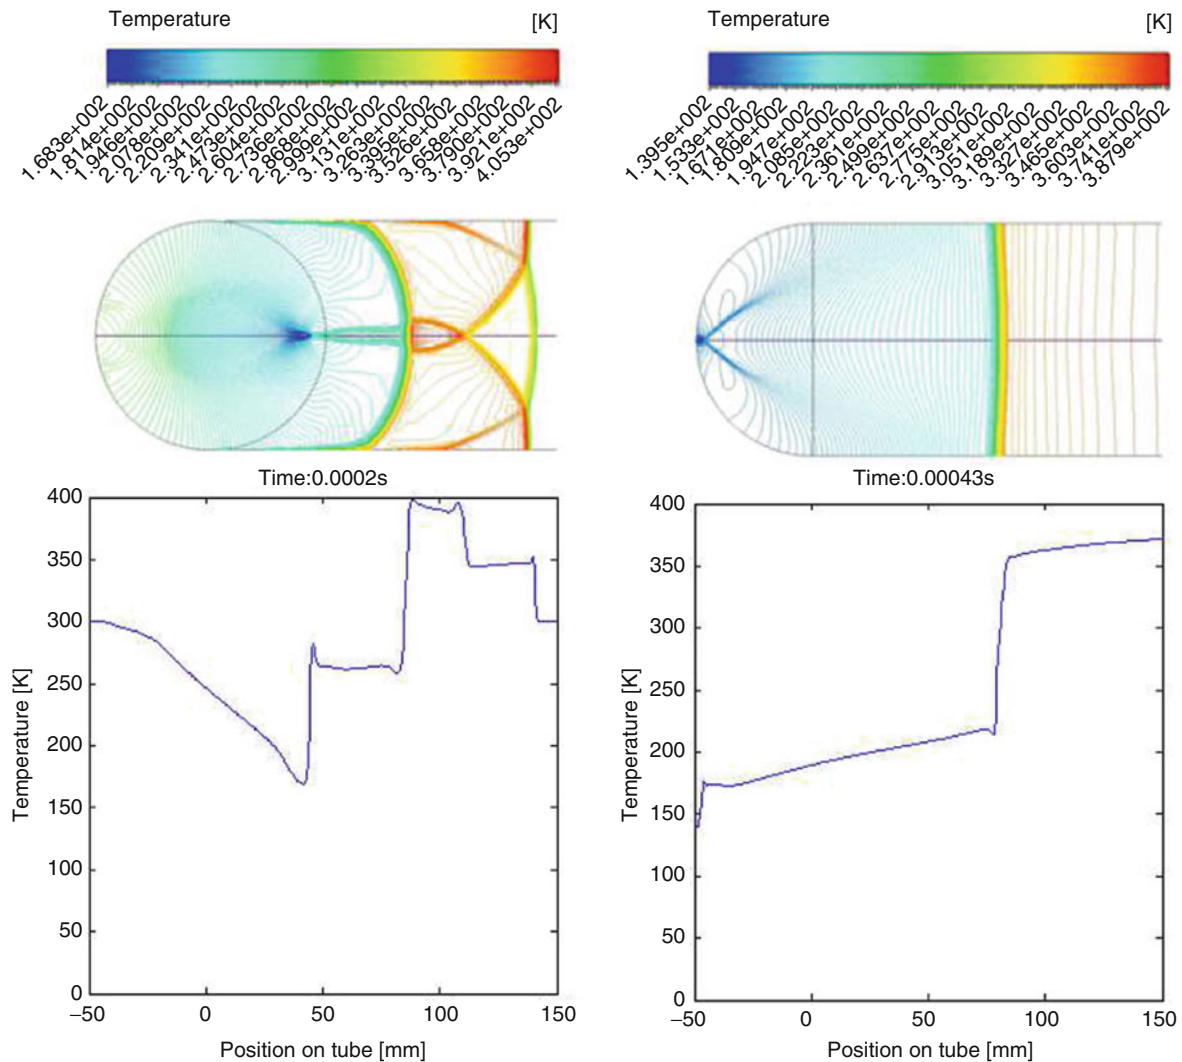 Temperature [K]
1.683e+002
1.814e+002
1.946e+002
2.078e+002
2.209e+002
2.341e+002
2.473e+002
2.604e+002
2.736e+002
2.868e+002
2.999e+002
3.131e+002
3.263e+002
3.395e+002
3.526e+002
3.658e+002
3.790e+002
3.921e+002
4.053e+002
Time:0.0002s
400
350
300
250
200
150
100
50
0
Temperature [K]
–50 0 50 100 150
Position on tube [mm]
Temperature [K]
1.395e+002
1.533e+002
1.671e+002
1.809e+002
1.947e+002
2.085e+002
2.223e+002
2.361e+002
2.499e+002
2.637e+002
2.775e+002
2.913e+002
3.051e+002
3.189e+002
3.327e+002
3.465e+002
3.603e+002
3.741e+002
3.879e+002
Time:0.00043s
400
350
300
250
200
150
100
50
0
Temperature [K]
–50 0 50 100 150
Position on tube [mm]